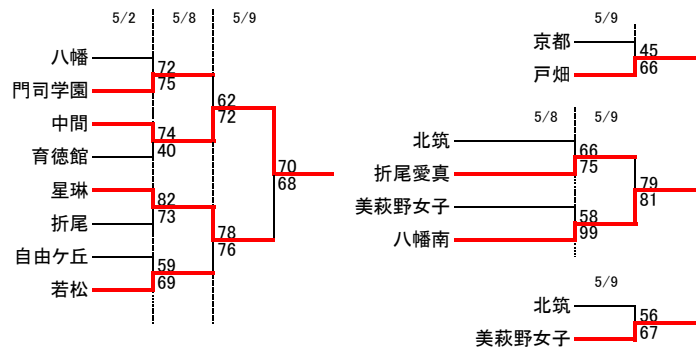 5/2 5/8 5/9
八幡
72
門司学園
75
62
中間
72
74
育徳館
40
70
68
星琳
82
折尾
73
78
自由ケ丘
76
59
若松
69
5/9
京都
45
戸畑
66
5/8 5/9
北筑
66
折尾愛真
75
79
美萩野女子
81
58
八幡南
99
5/9
北筑
56
美萩野女子
67